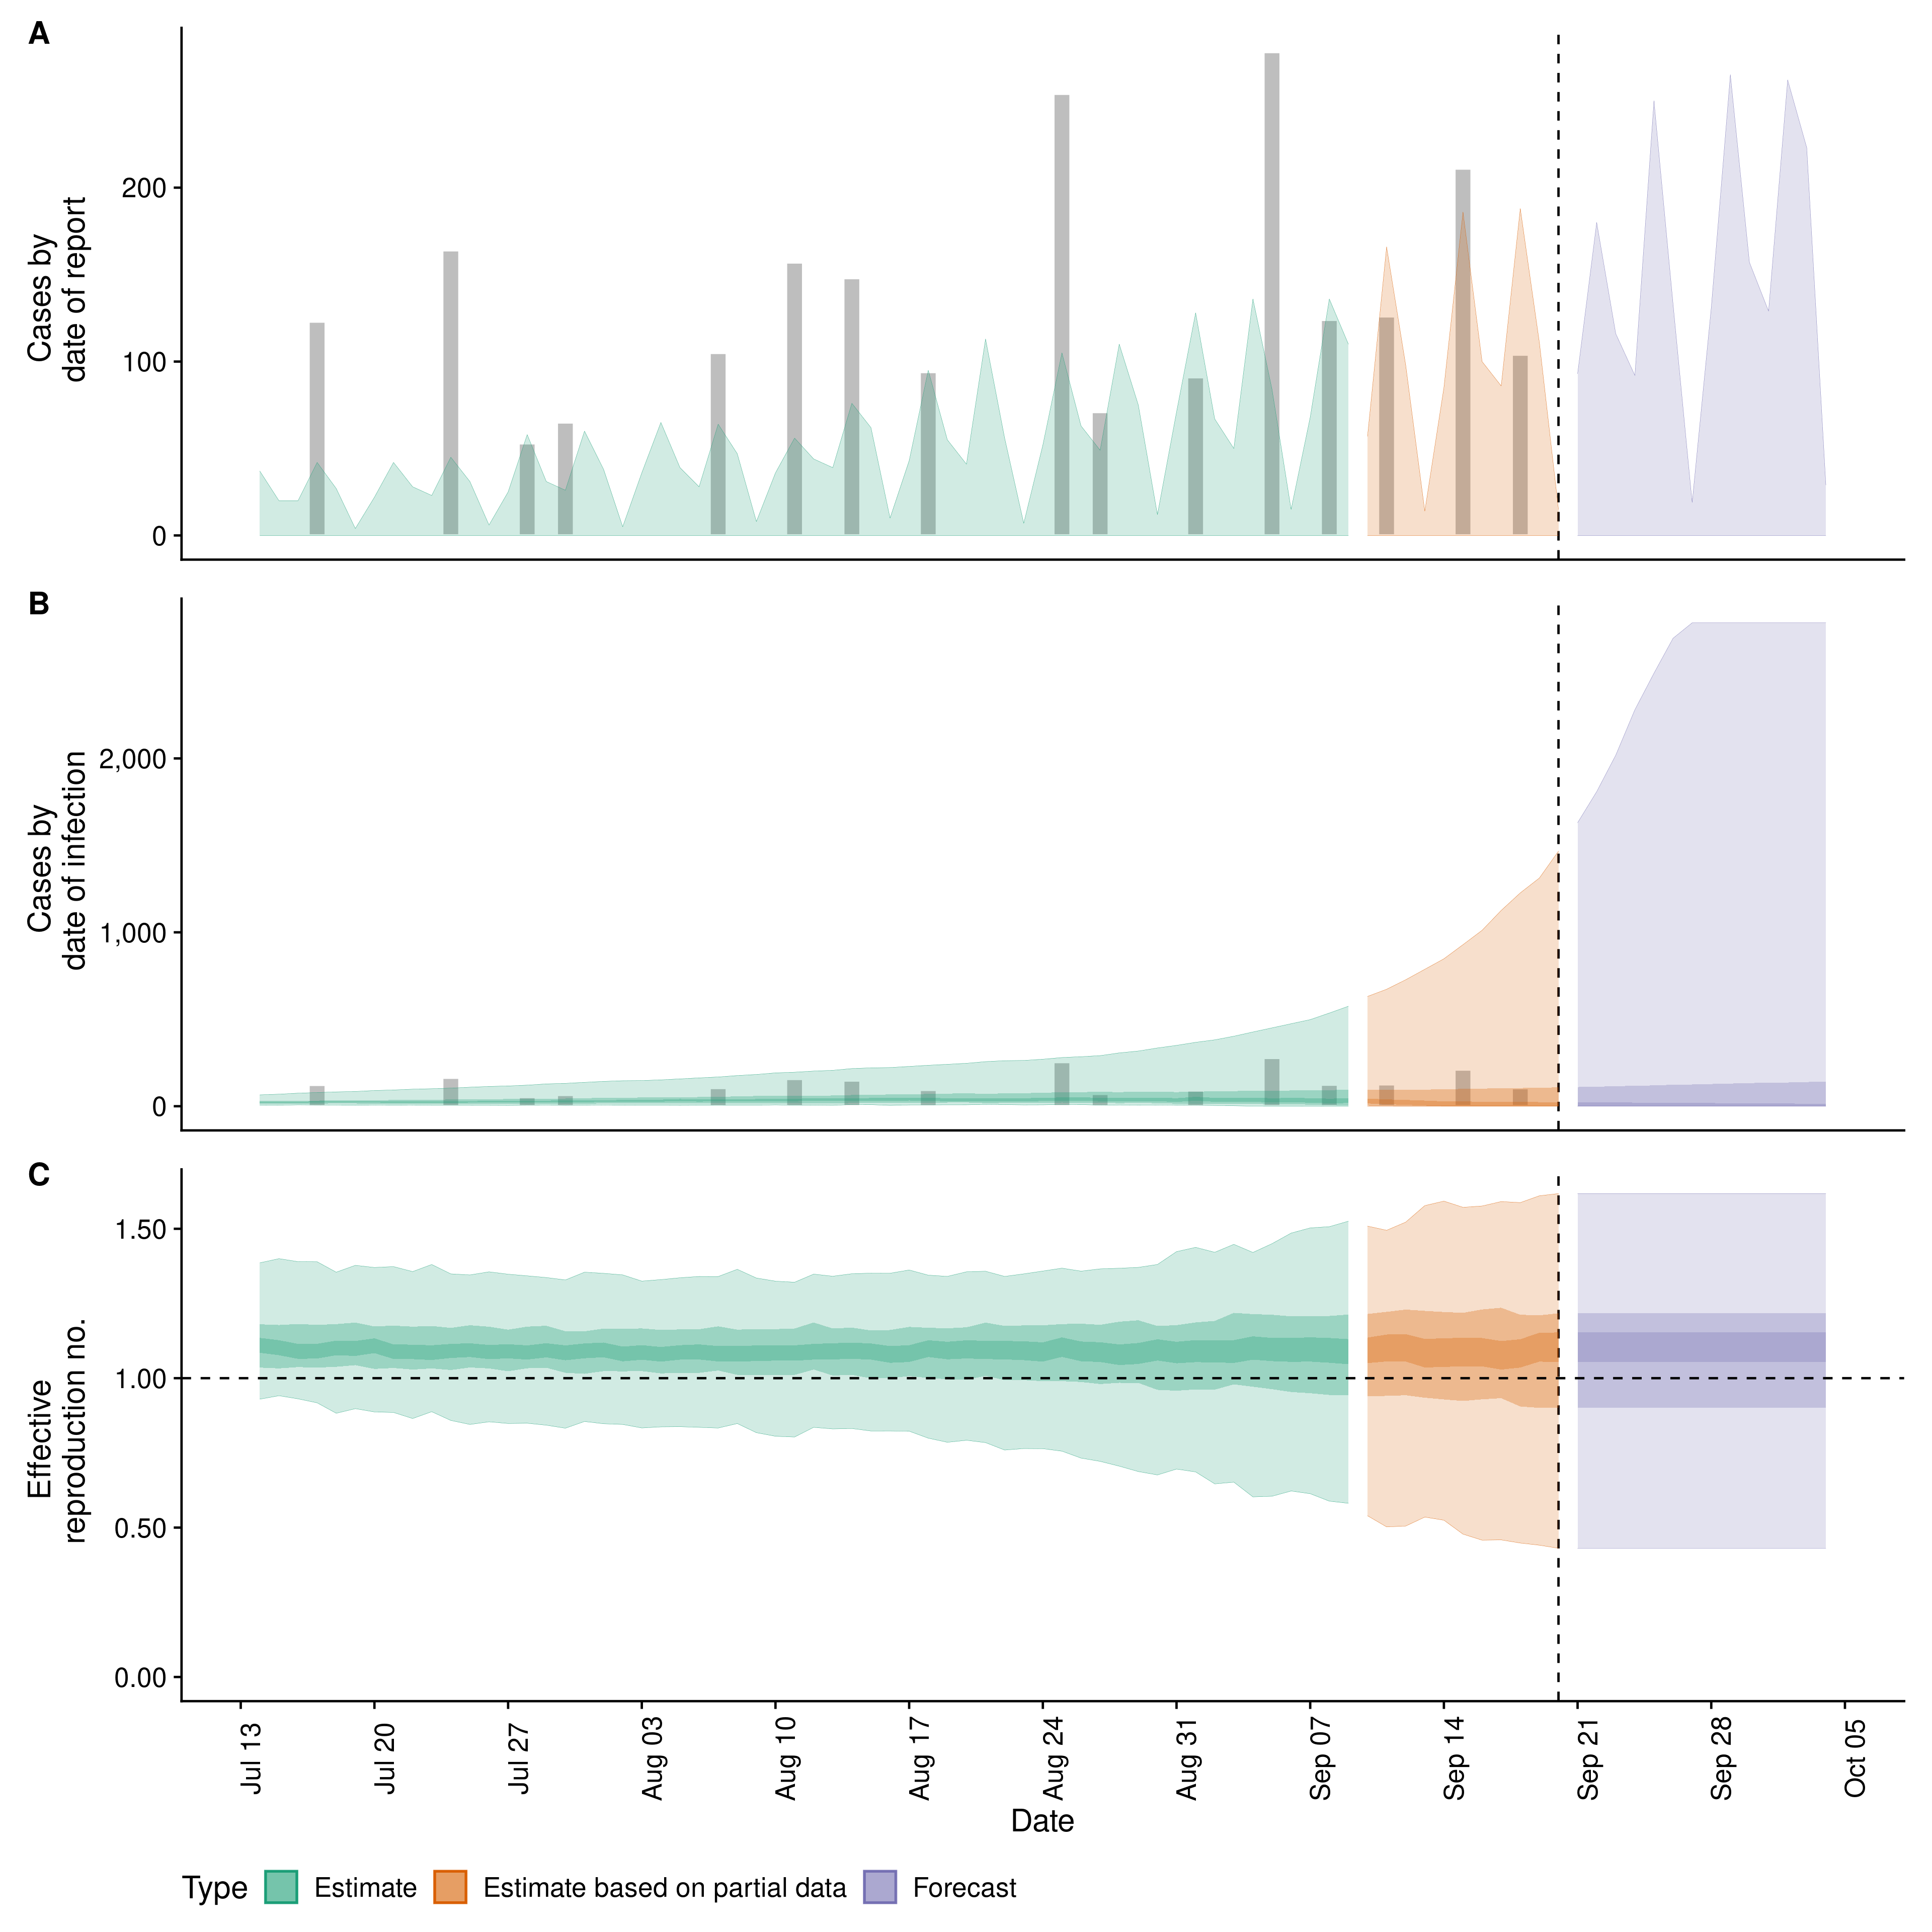 A
Cases by
date of report
200
100
0
B
Cases by
date of infection
2,000
1,000
0
C
Effective
reproduction no.
1.50
1.00
0.50
0.00
Jul 13
Jul 20
Jul 27
Aug 03
Aug 10
Aug 17
Aug 24
Aug 31
Sep 07
Sep 14
Sep 21
Sep 28
Oct 05
Date
Type Estimate Estimate based on partial data Forecast